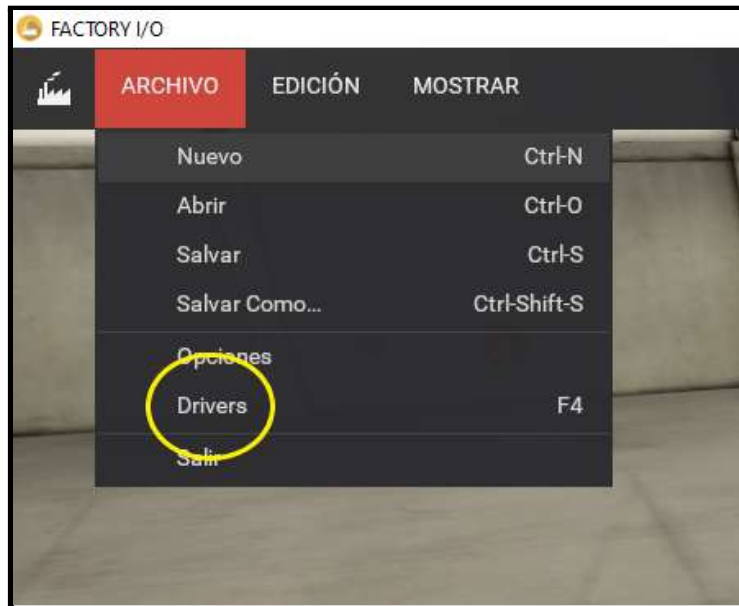 FACTORY I/O
ARCHIVO EDICIÓN MOSTRAR
Nuevo Ctrl-N
Abrir Ctrl-O
Salvar Ctrl-S
Salvar Como... Ctrl-Shift-S
Opciones
Drivers F4
Salir